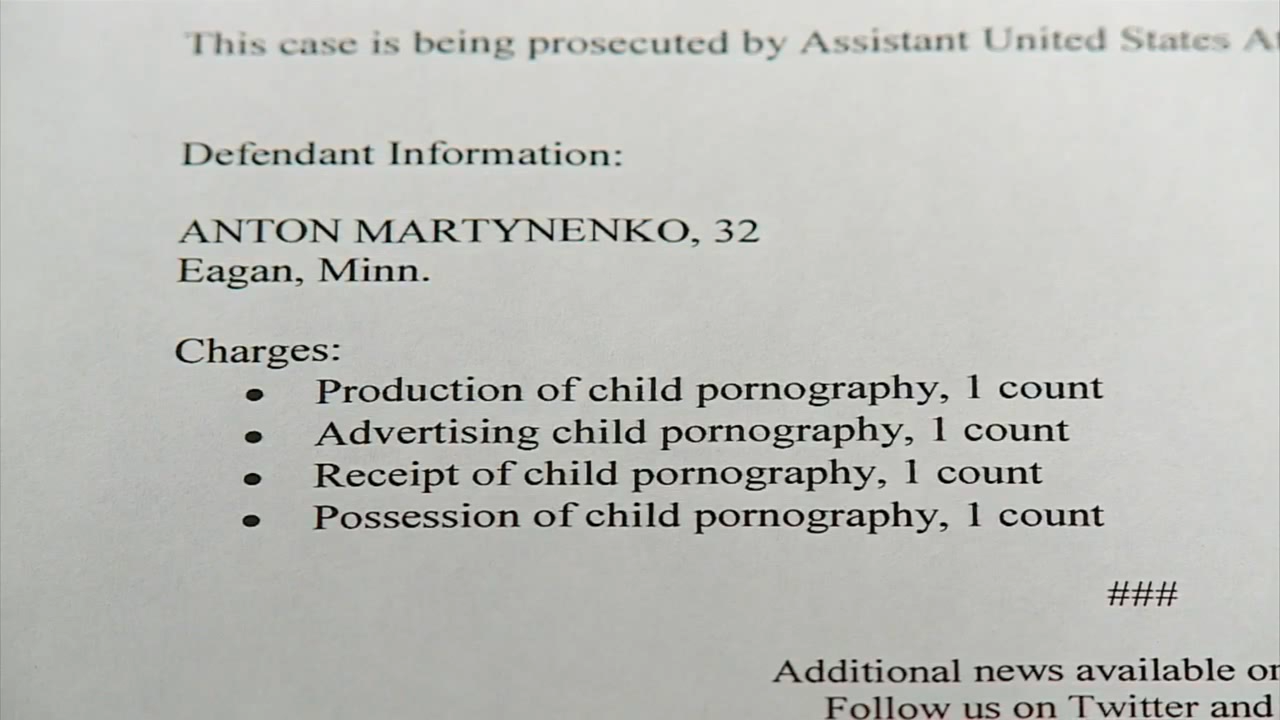 This case is being prosecuted by Assistant United States
Defendant Information:
ANTON MARTYNENKO, 32
Eagan, Minn.
Charges:
• Production of child pornography, 1 count
• Advertising child pornography, 1 count
• Receipt of child pornography, 1 count
• Possession of child pornography, 1 count
###
Additional news available
Follow us on Twitter and